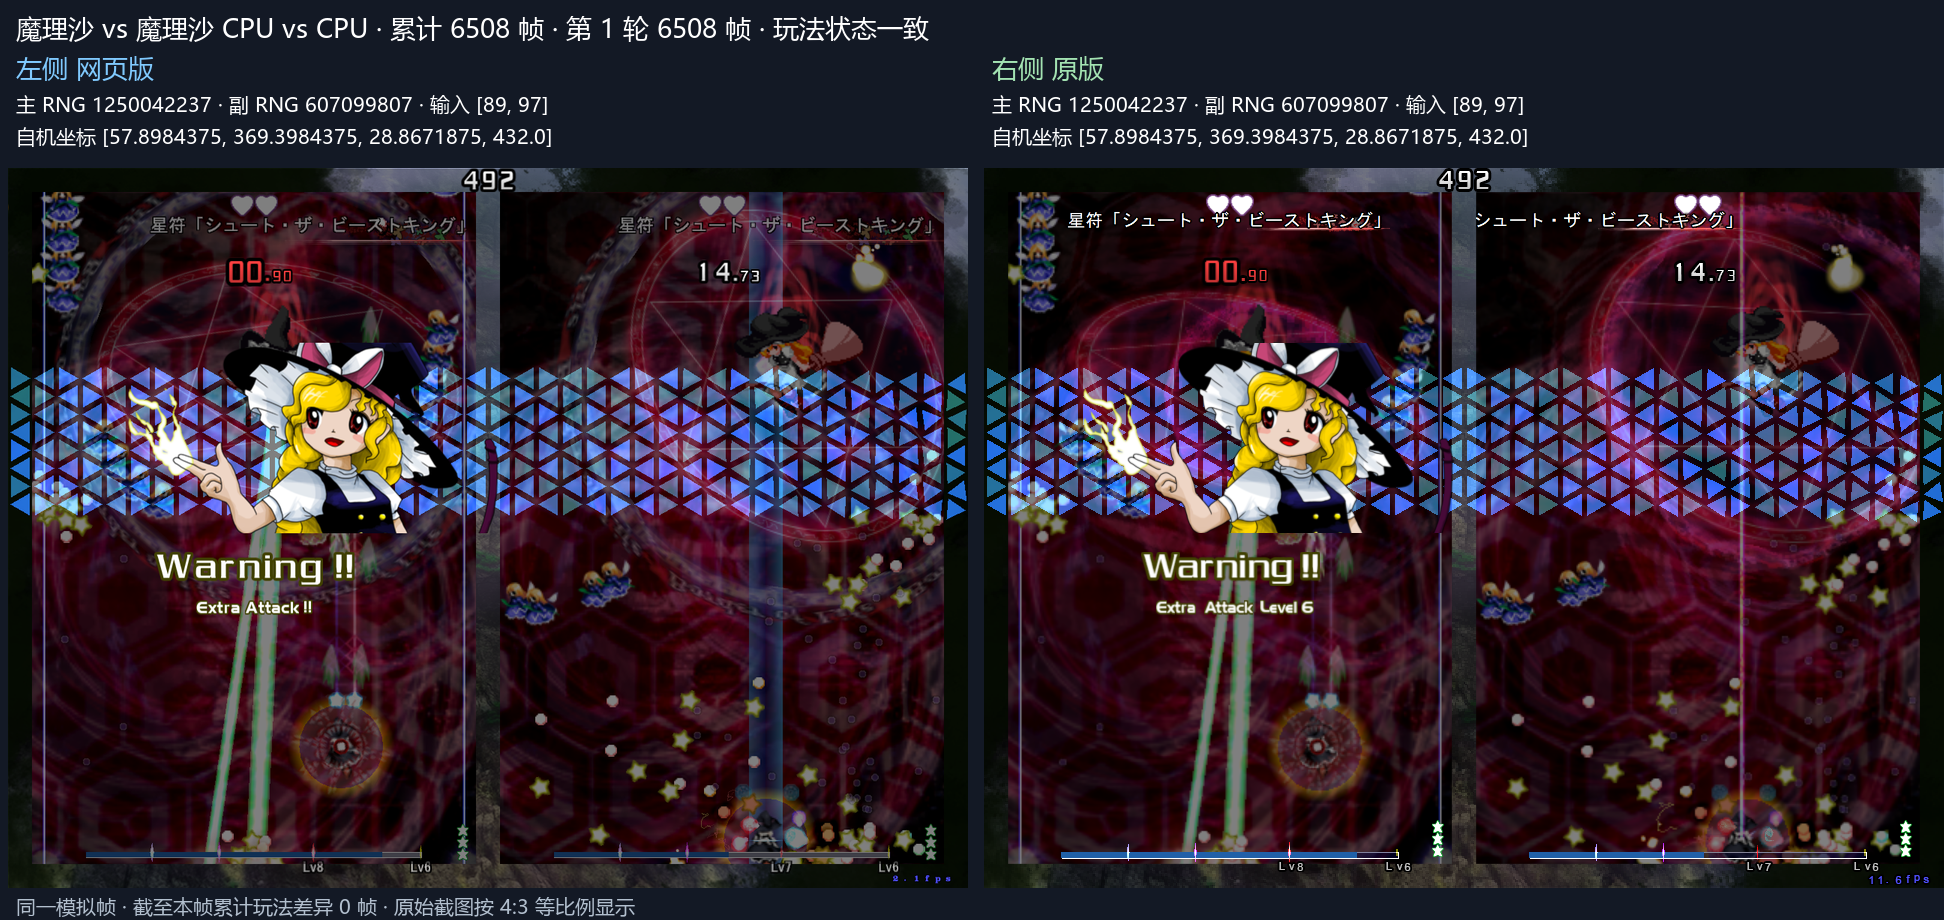 魔理沙 vs 魔理沙 CPU vs CPU · 累计 6508 帧 · 第 1 轮 6508 帧 · 玩法状态一致
左侧 网页版
主 RNG 1250042237 · 副 RNG 607099807 · 输入 [89, 97]
自机坐标 [57.8984375, 369.3984375, 28.8671875, 432.0]
右侧 原版
主 RNG 1250042237 · 副 RNG 607099807 · 输入 [89, 97]
自机坐标 [57.8984375, 369.3984375, 28.8671875, 432.0]
492
星符「シュート・ザ・ビーストキング」
星符「シュート・ザ・ビーストキング」
00.90
14.73
Warning !!
Extra Attack !!
Lv8
Lv6
Lv7
Lv6
2.1fps
492
星符「シュート・ザ・ビーストキング」
シュート・ザ・ビーストキング」
00.90
14.73
Warning !!
Extra Attack Level 6
Lv8
Lv6
Lv7
Lv6
11.6fps
同一模拟帧 · 截至本帧累计玩法差异 0 帧 · 原始截图按 4:3 等比例显示